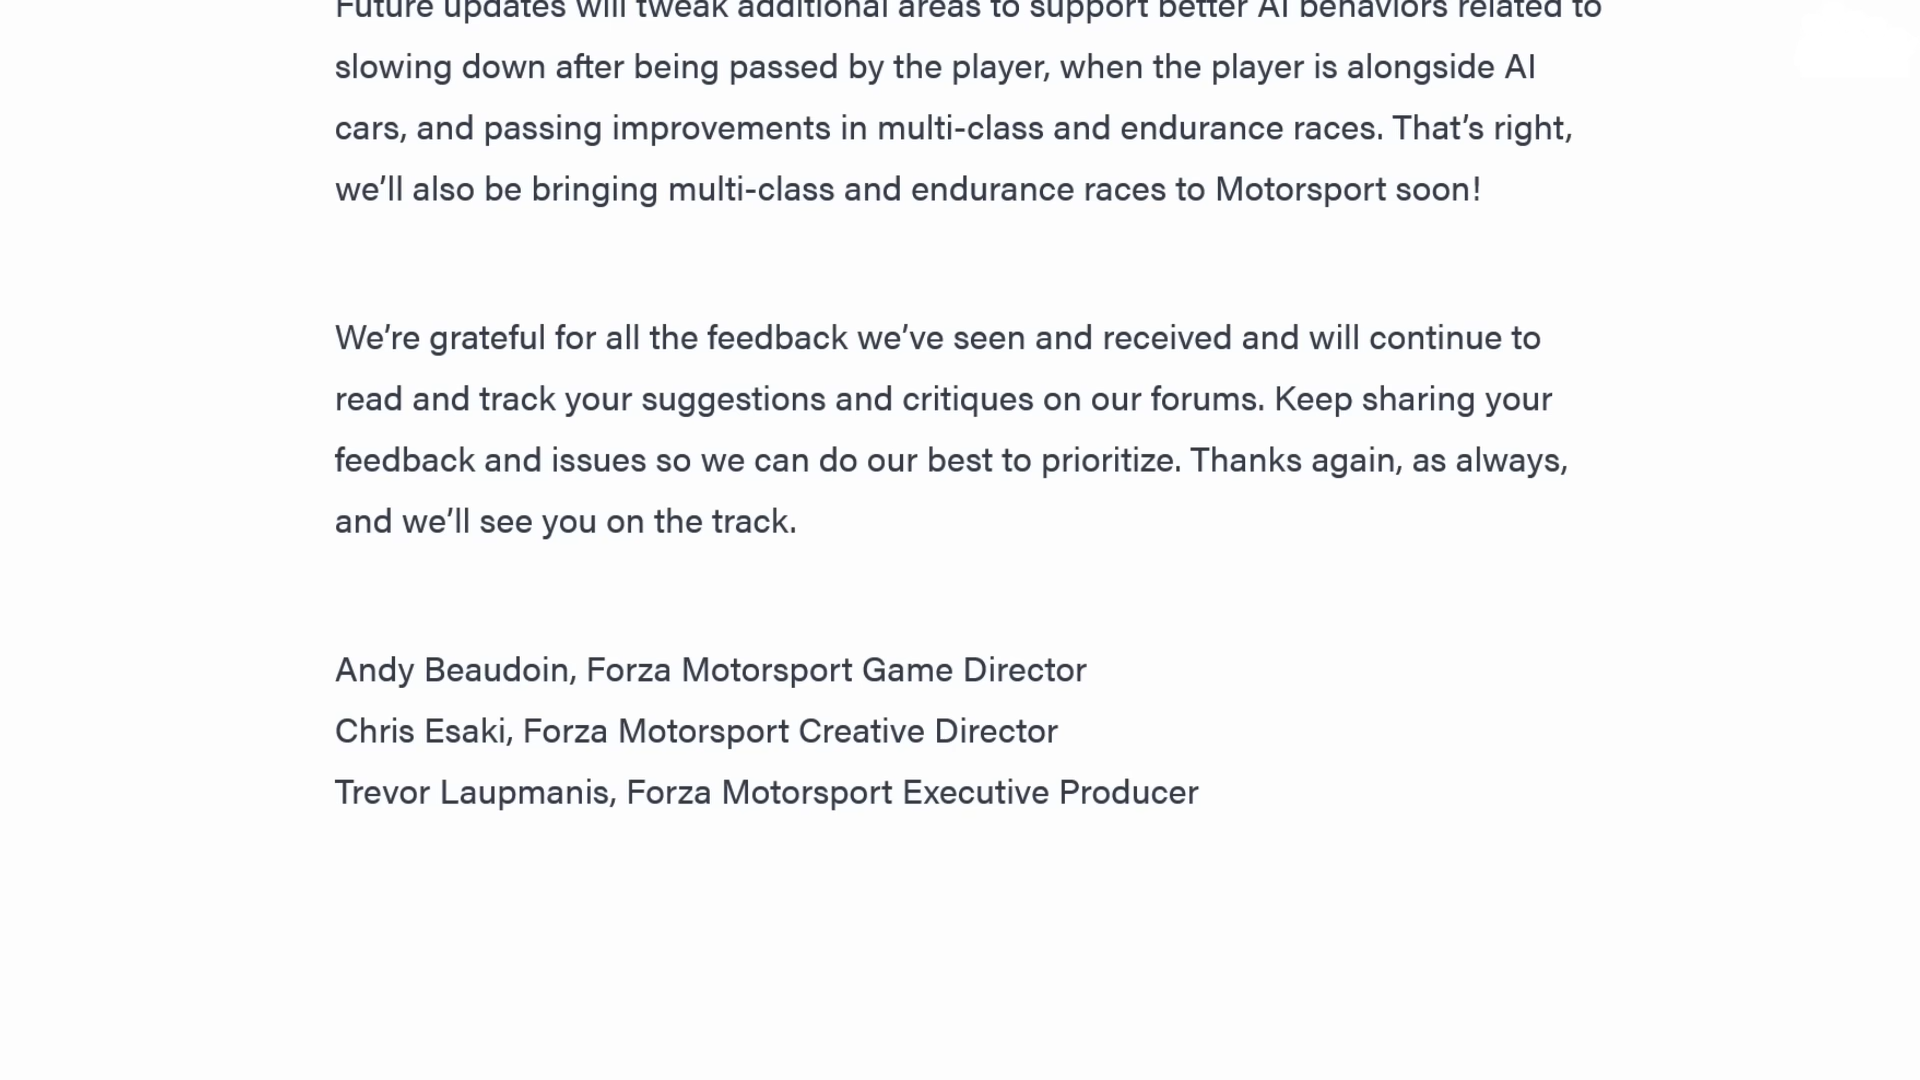 Future updates will tweak additional areas to support better AI behaviors related to
slowing down after being passed by the player, when the player is alongside AI
cars, and passing improvements in multi-class and endurance races. That’s right,
we’ll also be bringing multi-class and endurance races to Motorsport soon!
We’re grateful for all the feedback we’ve seen and received and will continue to
read and track your suggestions and critiques on our forums. Keep sharing your
feedback and issues so we can do our best to prioritize. Thanks again, as always,
and we’ll see you on the track.
Andy Beaudoin, Forza Motorsport Game Director
Chris Esaki, Forza Motorsport Creative Director
Trevor Laupmanis, Forza Motorsport Executive Producer